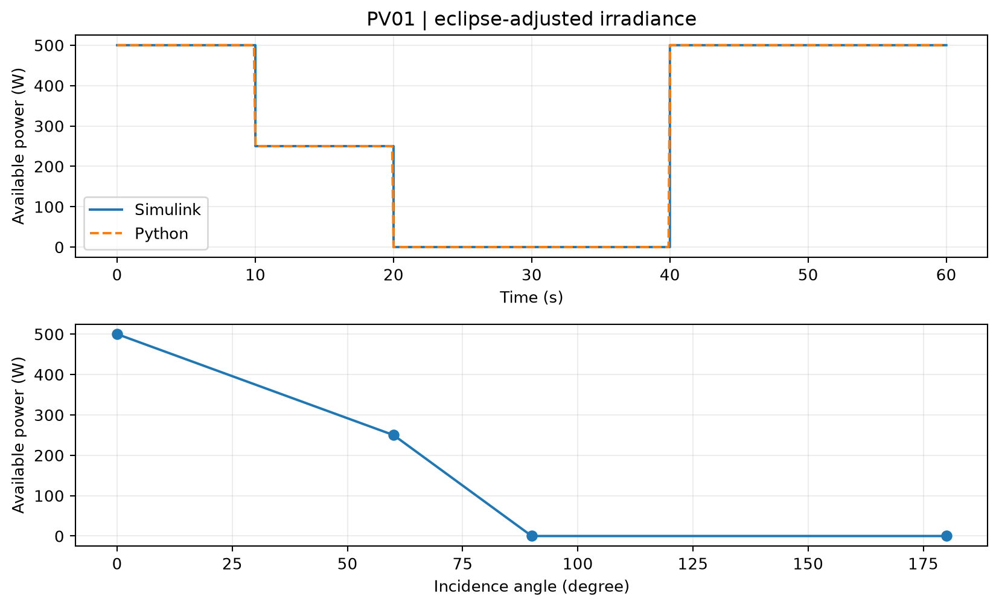 PV01 | eclipse-adjusted irradiance
Available power (W)
500
400
300
200
100
0
Simulink
Python
0 10 20 30 40 50 60
Time (s)
Available power (W)
500
400
300
200
100
0
0 25 50 75 100 125 150 175
Incidence angle (degree)